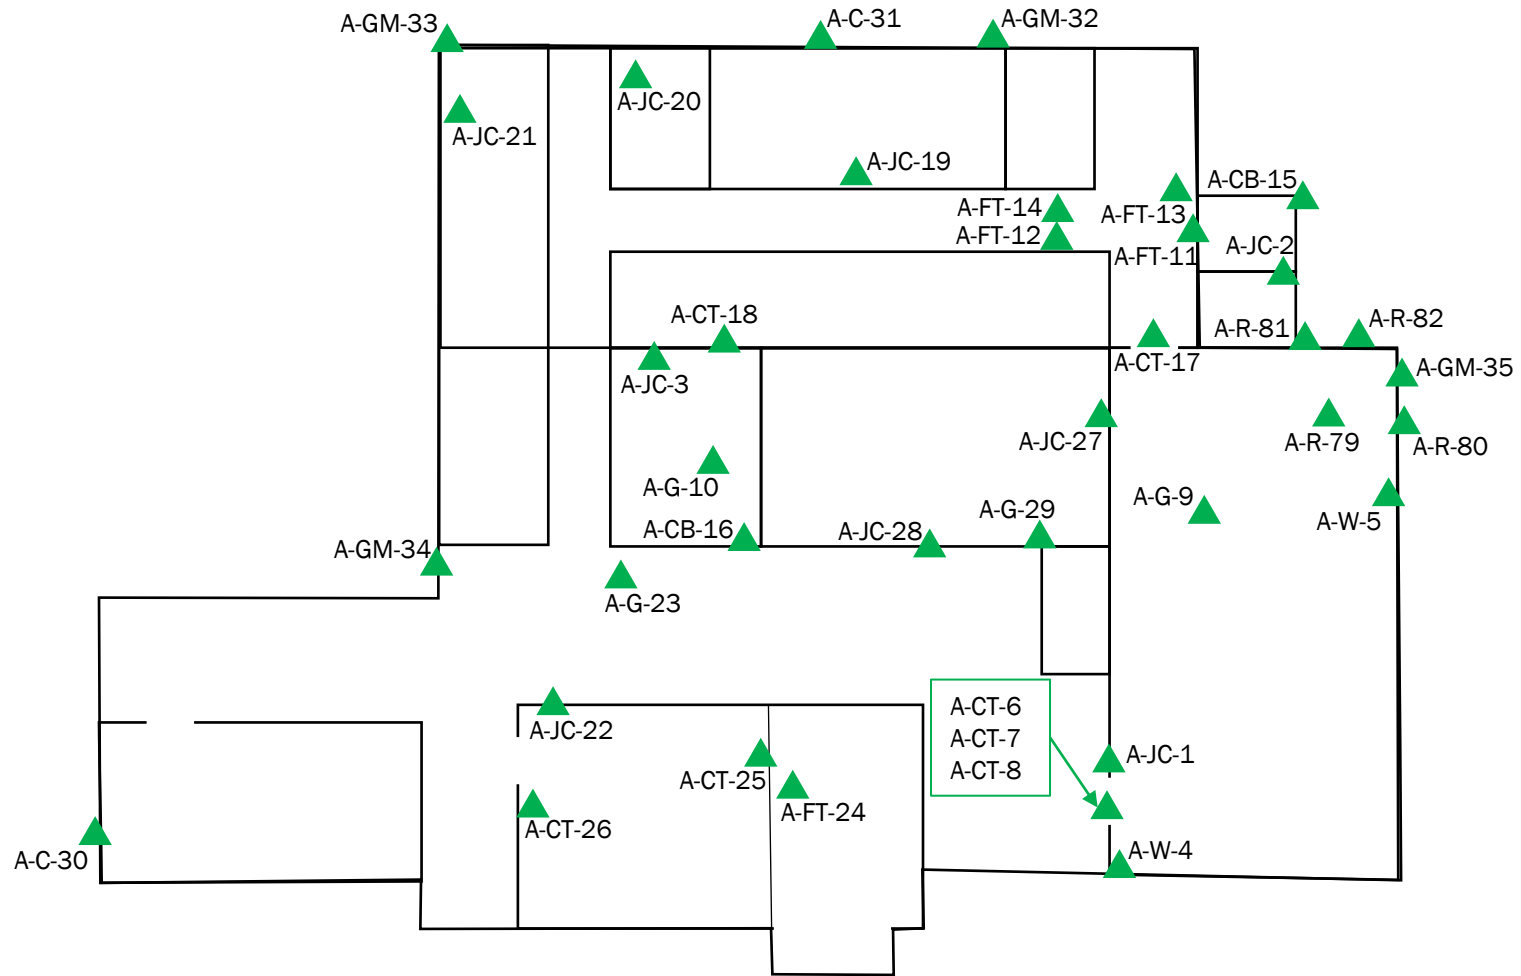 A-GM-33
A-C-31
A-GM-32
A-JC-20
A-JC-21
A-JC-19
A-CB-15
A-FT-14
A-FT-13
A-FT-12
A-JC-2
A-FT-11
A-CT-18
A-R-81
A-R-82
A-CT-17
A-GM-35
A-JC-3
A-JC-27
A-R-79
A-R-80
A-G-10
A-G-9
A-G-29
A-W-5
A-CB-16
A-JC-28
A-GM-34
A-G-23
A-CT-6
A-CT-7
A-CT-8
A-JC-22
A-JC-1
A-CT-25
A-FT-24
A-CT-26
A-W-4
A-C-30